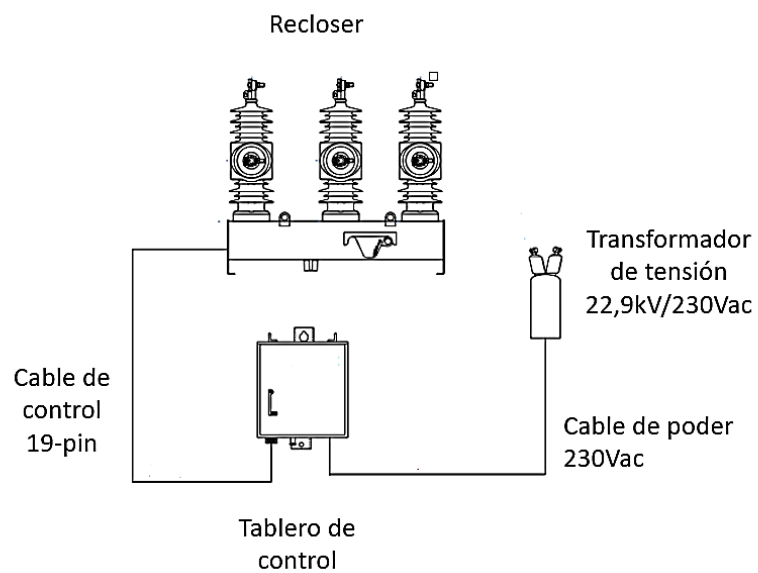 Recloser
Transformador
de tensión
22,9kV/230Vac
Cable de
control
19-pin
Cable de poder
230Vac
Tablero de
control